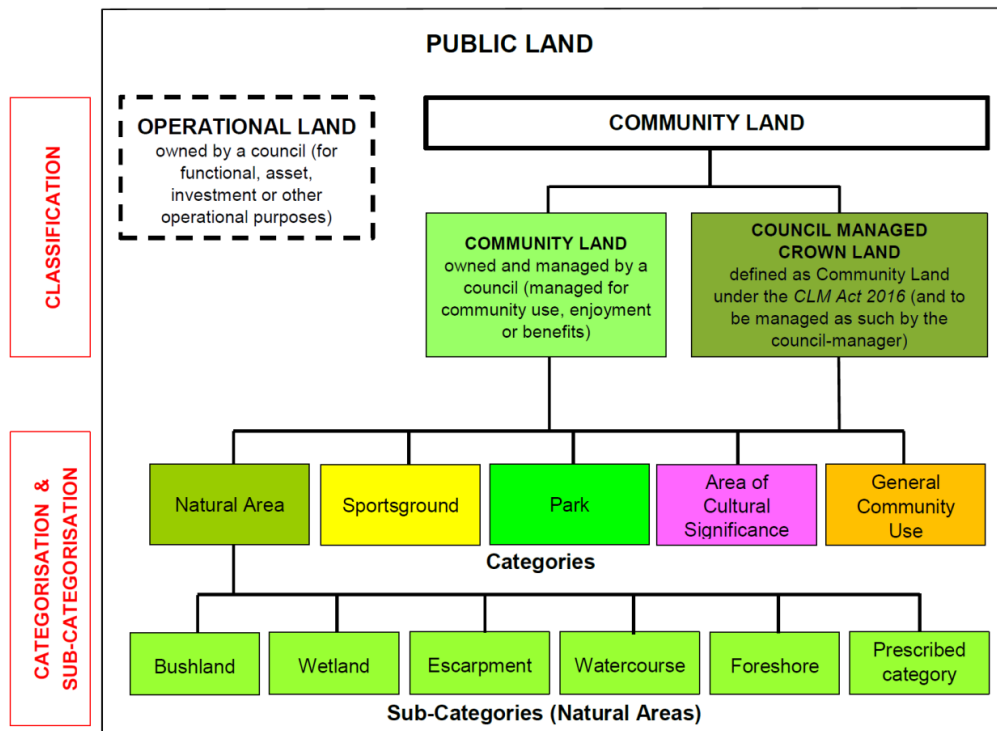 PUBLIC LAND
CLASSIFICATION
OPERATIONAL LAND
owned by a council (for
functional, asset,
investment or other
operational purposes)
COMMUNITY LAND
COMMUNITY LAND
owned and managed by a
council (managed for
community use, enjoyment
or benefits)
COUNCIL MANAGED
CROWN LAND
defined as Community Land
under the CLM Act 2016 (and to
be managed as such by the
council-manager)
CATEGORISATION &
SUB-CATEGORISATION
Natural Area
Sportsground
Park
Area of
Cultural
Significance
General
Community
Use
Categories
Bushland
Wetland
Escarpment
Watercourse
Foreshore
Prescribed
category
Sub-Categories (Natural Areas)